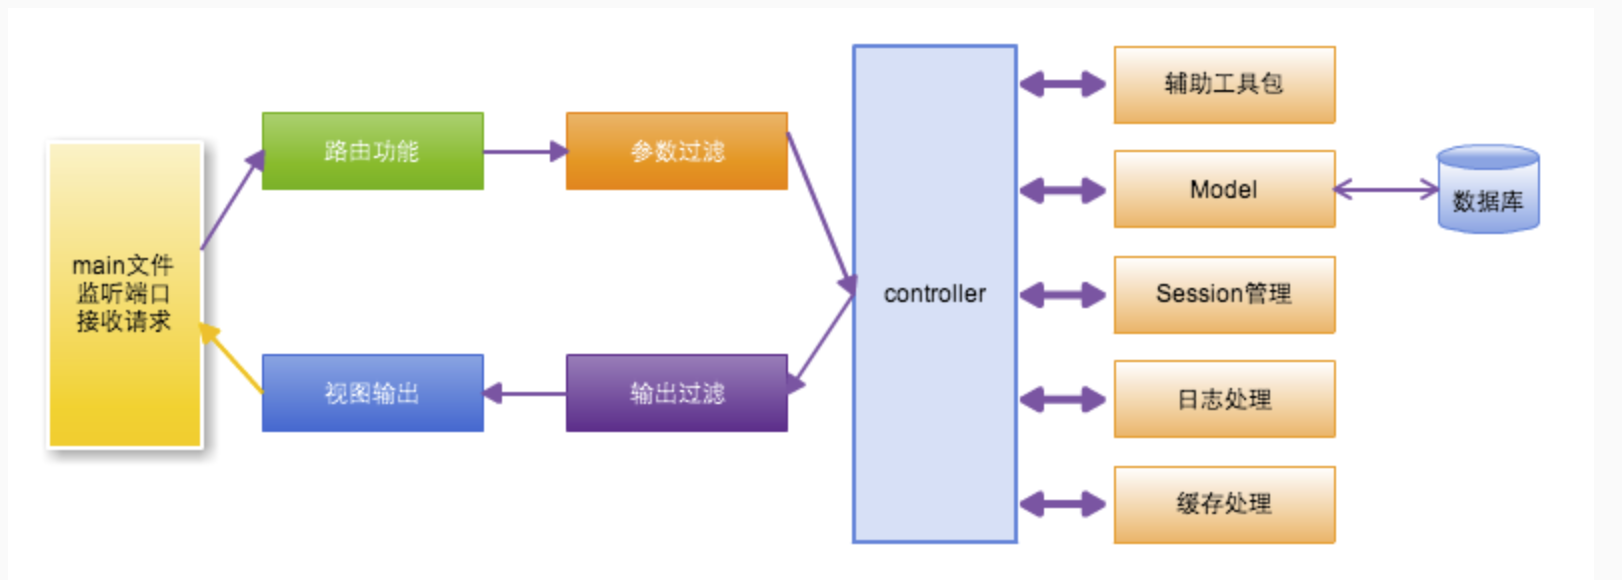 main文件
监听端口
接收请求
路由功能
参数过滤
视图输出
输出过滤
controller
辅助工具包
Model
Session管理
日志处理
缓存处理
数据库